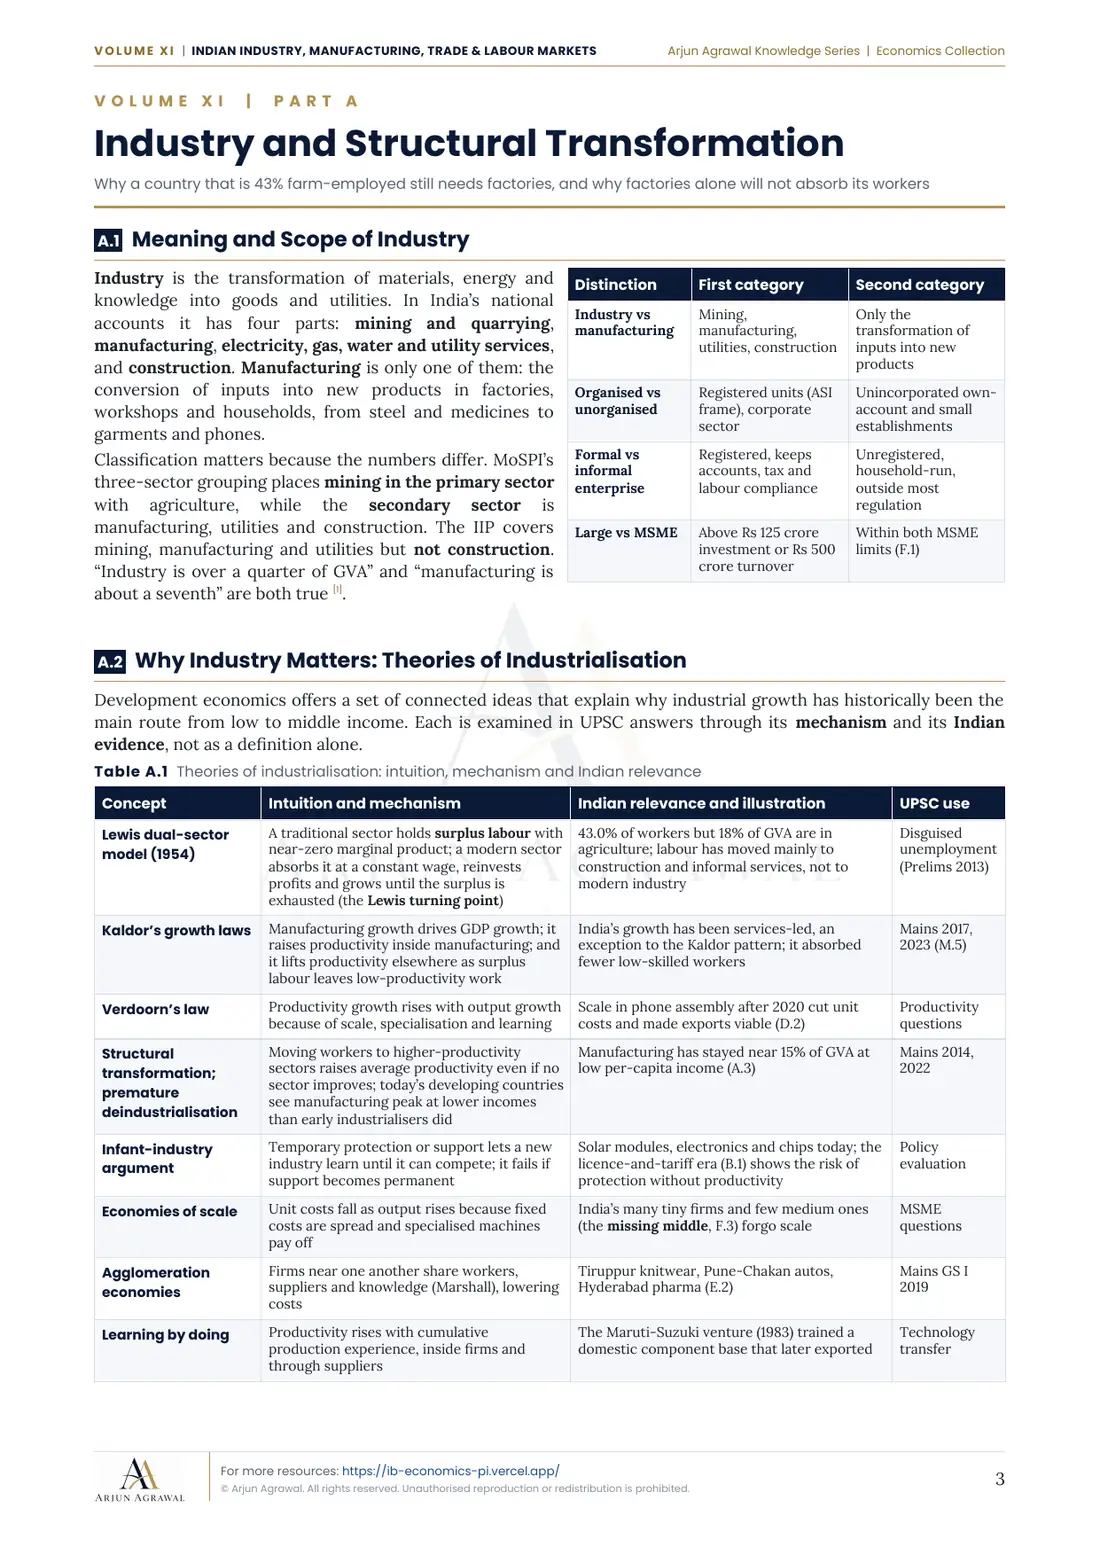 VOLUME XI | INDIAN INDUSTRY, MANUFACTURING, TRADE & LABOUR MARKETS
Arjun Agrawal Knowledge Series | Economics Collection
VOLUME XI | PART A
Industry and Structural Transformation
Why a country that is 43% farm-employed still needs factories, and why factories alone will not absorb its workers
A.1 Meaning and Scope of Industry
Industry is the transformation of materials, energy and
knowledge into goods and utilities. In India’s national
accounts it has four parts: mining and quarrying,
manufacturing, electricity, gas, water and utility services,
and construction. Manufacturing is only one of them: the
conversion of inputs into new products in factories,
workshops and households, from steel and medicines to
garments and phones.
Classification matters because the numbers differ. MoSPI’s
three-sector grouping places mining in the primary sector
with agriculture, while the secondary sector is
manufacturing, utilities and construction. The IIP covers
mining, manufacturing and utilities but not construction.
“Industry is over a quarter of GVA” and “manufacturing is
about a seventh” are both true [1].
Distinction
First category
Second category
Industry vs
manufacturing
Mining,
manufacturing,
utilities, construction
Only the
transformation of
inputs into new
products
Organised vs
unorganised
Registered units (ASI
frame), corporate
sector
Unincorporated own-
account and small
establishments
Formal vs
informal
enterprise
Registered, keeps
accounts, tax and
labour compliance
Unregistered,
household-run,
outside most
regulation
Large vs MSME
Above Rs 125 crore
investment or Rs 500
crore turnover
Within both MSME
limits (F.1)
A.2 Why Industry Matters: Theories of Industrialisation
Development economics offers a set of connected ideas that explain why industrial growth has historically been the
main route from low to middle income. Each is examined in UPSC answers through its mechanism and its Indian
evidence, not as a definition alone.
Table A.1 Theories of industrialisation: intuition, mechanism and Indian relevance
Concept
Intuition and mechanism
Indian relevance and illustration
UPSC use
Lewis dual-sector
model (1954)
A traditional sector holds surplus labour with
near-zero marginal product; a modern sector
absorbs it at a constant wage, reinvests
profits and grows until the surplus is
exhausted (the Lewis turning point)
43.0% of workers but 18% of GVA are in
agriculture; labour has moved mainly to
construction and informal services, not to
modern industry
Disguised
unemployment
(Prelims 2013)
Kaldor’s growth laws
Manufacturing growth drives GDP growth; it
raises productivity inside manufacturing; and
it lifts productivity elsewhere as surplus
labour leaves low-productivity work
India’s growth has been services-led, an
exception to the Kaldor pattern; it absorbed
fewer low-skilled workers
Mains 2017,
2023 (M.5)
Verdoorn’s law
Productivity growth rises with output growth
because of scale, specialisation and learning
Scale in phone assembly after 2020 cut unit
costs and made exports viable (D.2)
Productivity
questions
Structural
transformation;
premature
deindustrialisation
Moving workers to higher-productivity
sectors raises average productivity even if no
sector improves; today’s developing countries
see manufacturing peak at lower incomes
than early industrialisers did
Manufacturing has stayed near 15% of GVA at
low per-capita income (A.3)
Mains 2014,
2022
Infant-industry
argument
Temporary protection or support lets a new
industry learn until it can compete; it fails if
support becomes permanent
Solar modules, electronics and chips today; the
licence-and-tariff era (B.1) shows the risk of
protection without productivity
Policy
evaluation
Economies of scale
Unit costs fall as output rises because fixed
costs are spread and specialised machines
pay off
India’s many tiny firms and few medium ones
(the missing middle, F.3) forgo scale
MSME
questions
Agglomeration
economies
Firms near one another share workers,
suppliers and knowledge (Marshall), lowering
costs
Tiruppur knitwear, Pune-Chakan autos,
Hyderabad pharma (E.2)
Mains GS I
2019
Learning by doing
Productivity rises with cumulative
production experience, inside firms and
through suppliers
The Maruti-Suzuki venture (1983) trained a
domestic component base that later exported
Technology
transfer
ARJUN AGRAWAL
ARJUN AGRAWAL
For more resources: https://ib-economics-pi.vercel.app/
© Arjun Agrawal. All rights reserved. Unauthorised reproduction or redistribution is prohibited.
3